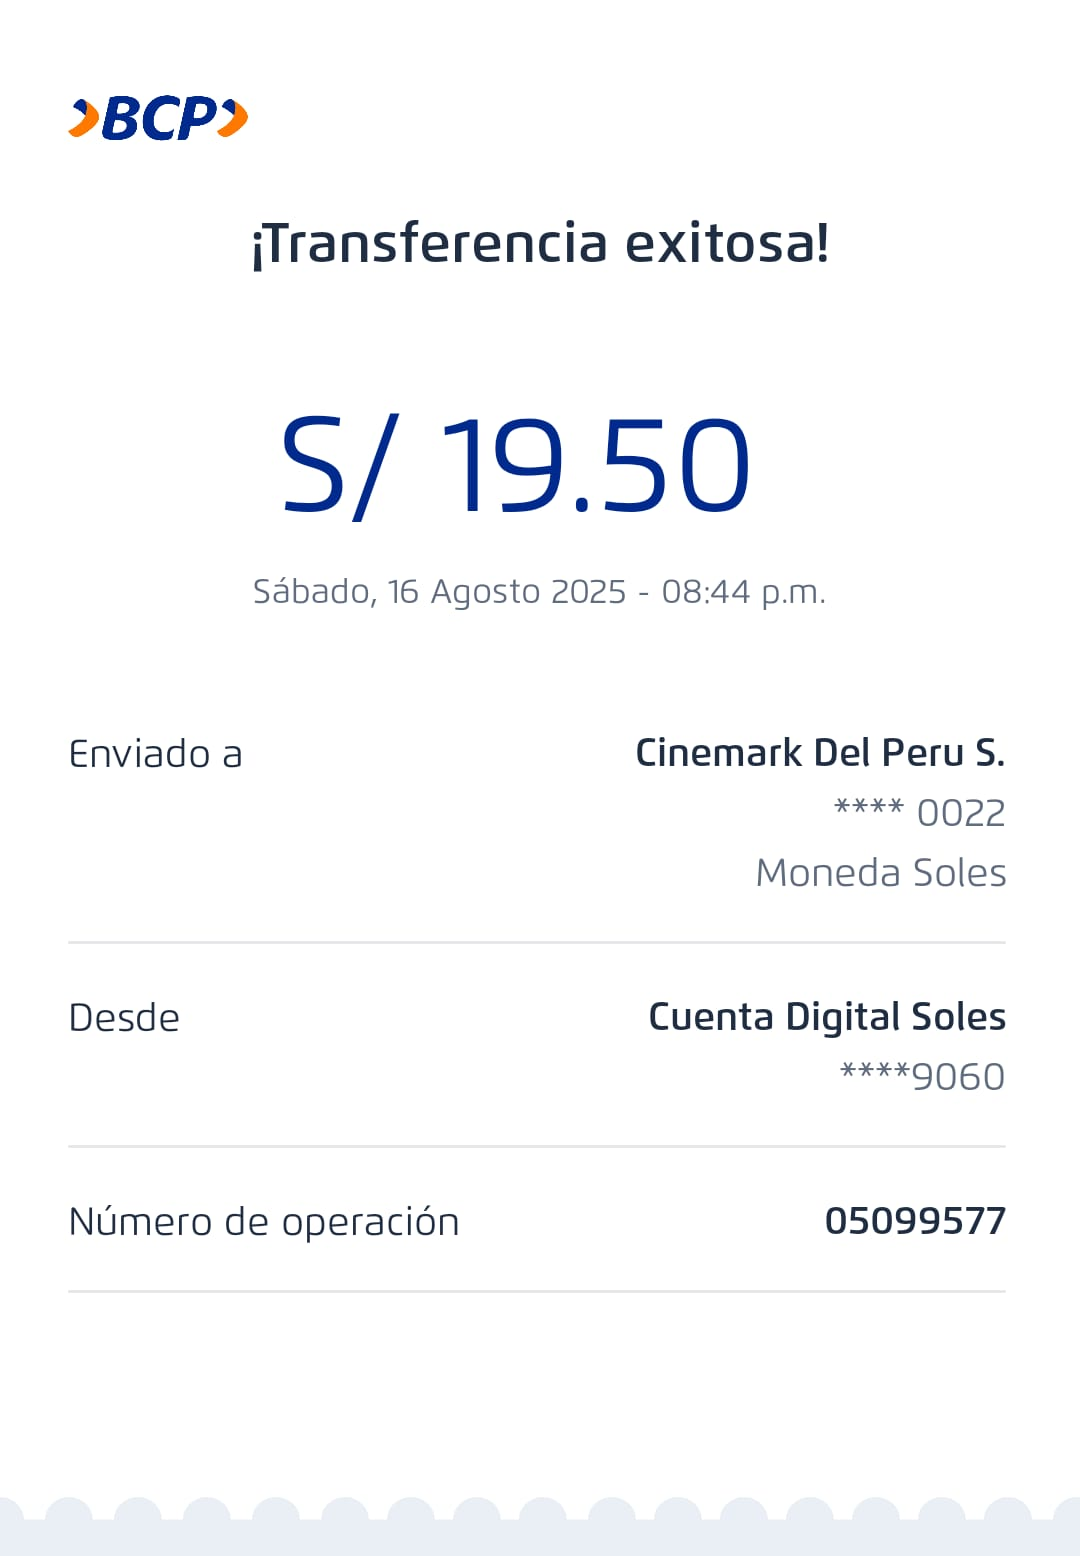 BCP
¡Transferencia exitosa!
S/ 19.50
Sábado, 16 Agosto 2025 - 08:44 p.m.
Enviado a
Cinemark Del Peru S.
**** 0022
Moneda Soles
Desde
Cuenta Digital Soles
****9060
Número de operación
05099577